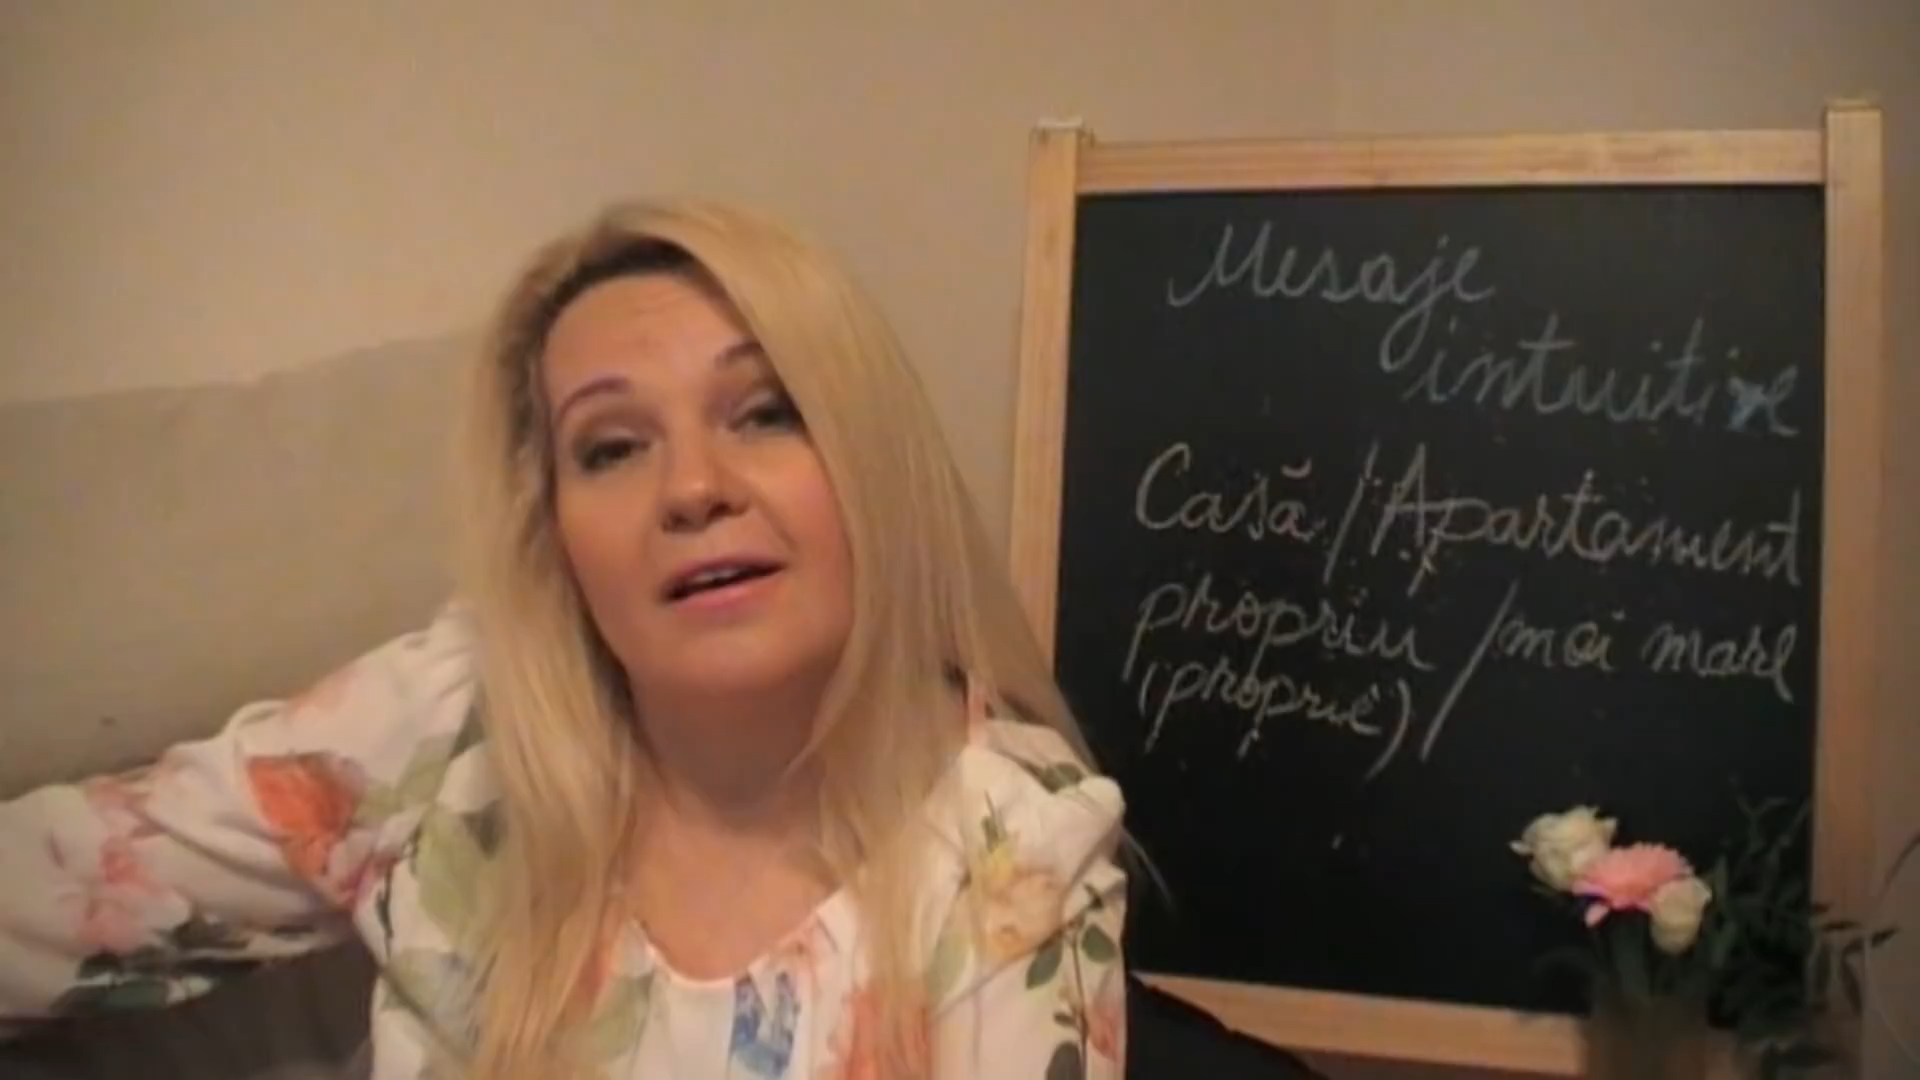 Mesaje
intuitive
Casă / Apartament
propriu / mai mare
(proprie) /